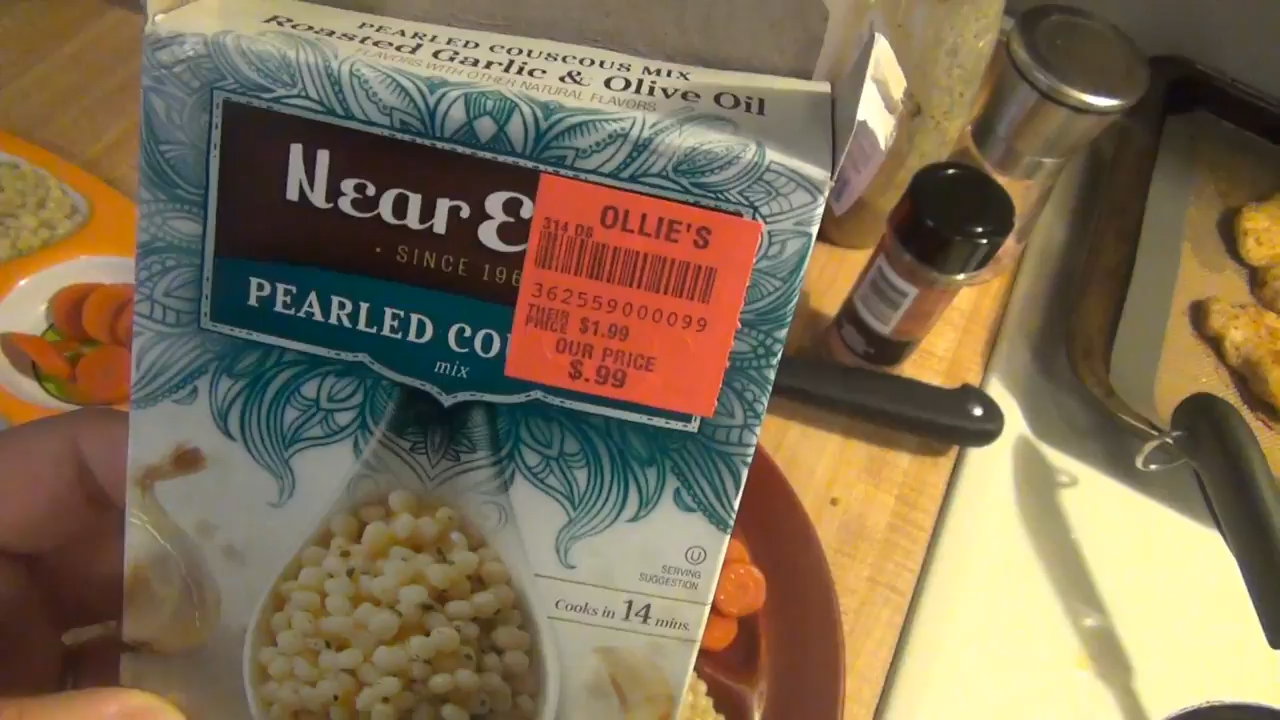 PEARLED COUSCOUS MIX
Roasted Garlic & Olive Oil
FLAVORS WITH OTHER NATURAL FLAVORS
NEar E
• SINCE 196
PEARLED CO
mix
OLLIE'S
314 06
362559000099
THEIR PRICE $1.99
OUR PRICE
$.99
U
SERVING
SUGGESTION
Cooks in 14 mins.